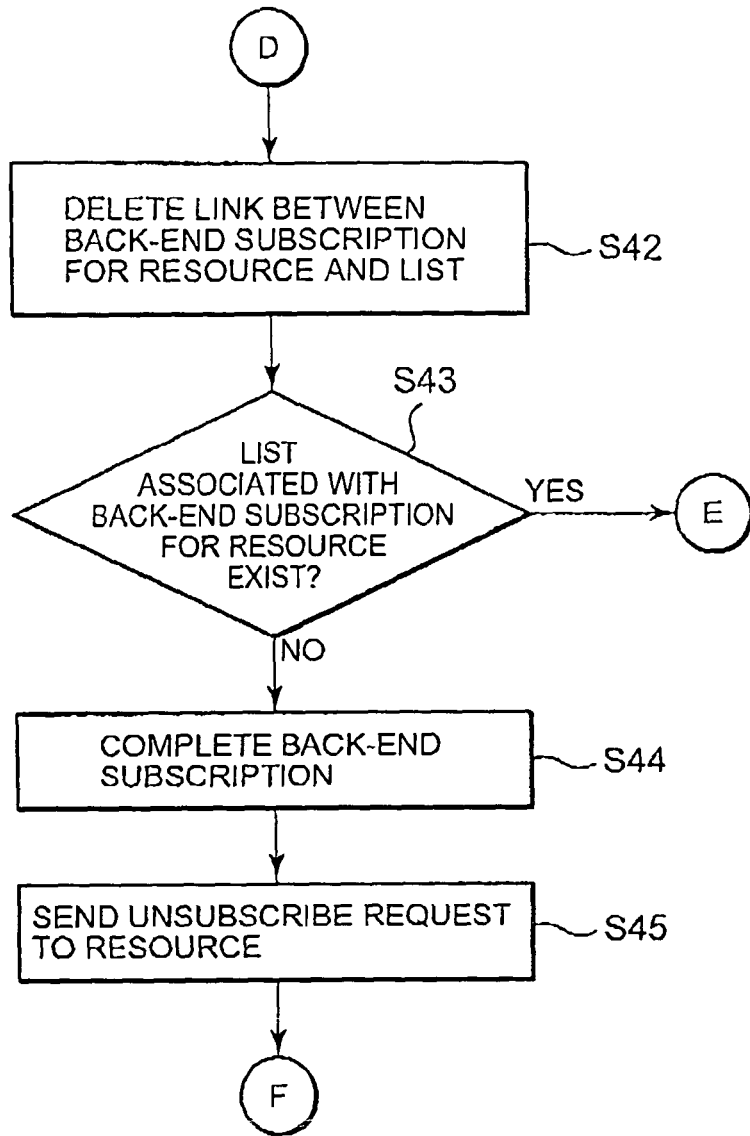 D
DELETE LINK BETWEEN
BACK-END SUBSCRIPTION
FOR RESOURCE AND LIST
S42
S43
LIST
ASSOCIATED WITH
BACK-END SUBSCRIPTION
FOR RESOURCE
EXIST?
YES
E
NO
COMPLETE BACK-END
SUBSCRIPTION
S44
SEND UNSUBSCRIBE REQUEST
TO RESOURCE
S45
F